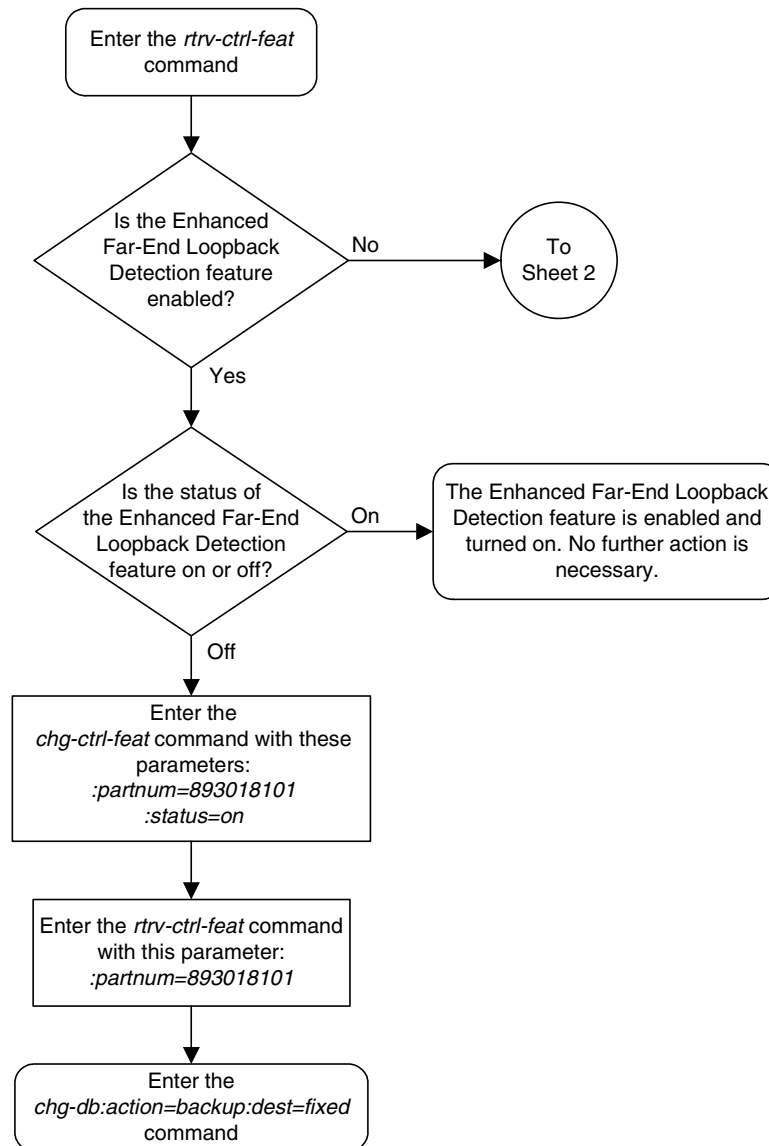 Enter the rtrv-ctrl-feat
command
Is the Enhanced
Far-End Loopback
Detection feature
enabled?
No
To
Sheet 2
Yes
Is the status of
the Enhanced Far-End
Loopback Detection
feature on or off?
On
The Enhanced Far-End Loopback
Detection feature is enabled and
turned on. No further action is
necessary.
Off
Enter the
chg-ctrl-feat command with these
parameters:
:partnum=893018101
:status=on
Enter the rtrv-ctrl-feat command
with this parameter:
:partnum=893018101
Enter the
chg-db:action=backup:dest=fixed
command